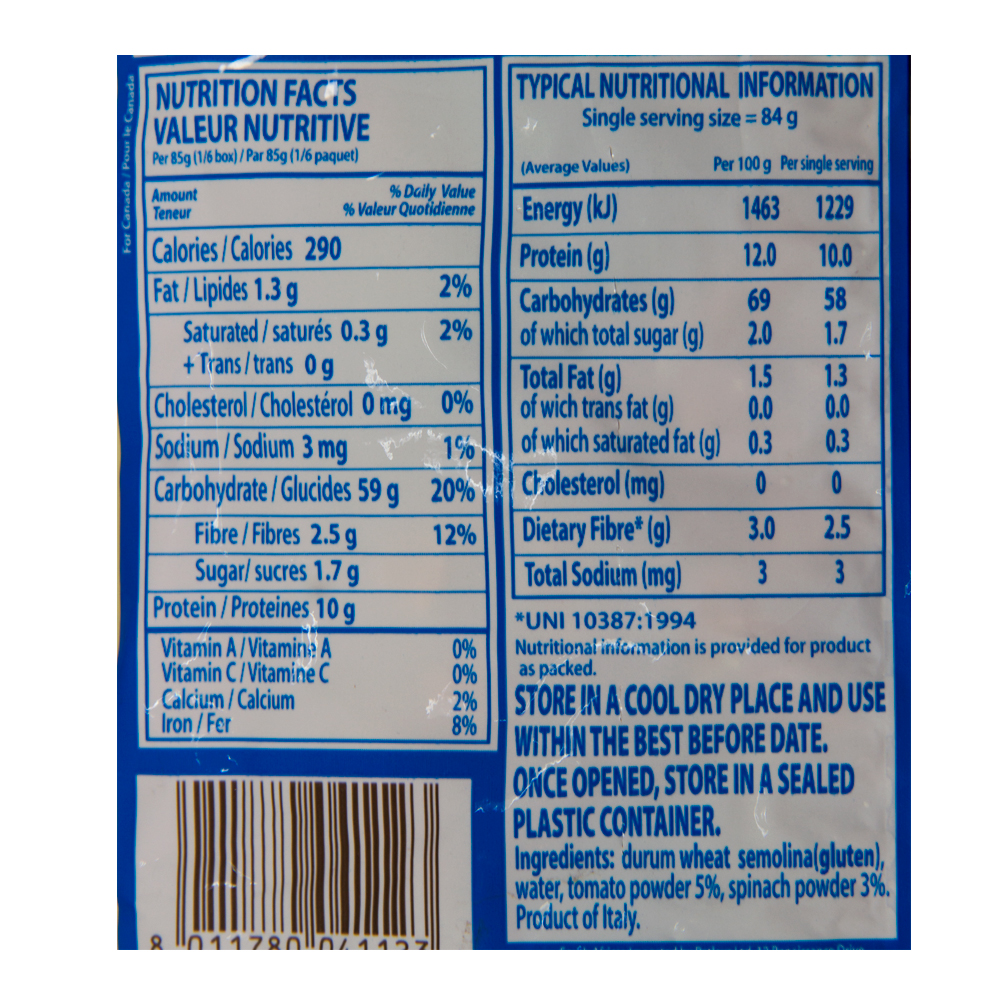 For Canada / Pour le Canada
NUTRITION FACTS
VALEUR NUTRITIVE
Per 85g (1/6 box) / Par 85g (1/6 paquet)
Amount % Daily Value
Teneur % Valeur Quotidienne
Calories / Calories 290
Fat / Lipides 1.3 g 2%
Saturated / saturés 0.3 g 2%
+ Trans / trans 0 g
Cholesterol / Cholestérol 0 mg 0%
Sodium / Sodium 3 mg 1%
Carbohydrate / Glucides 59 g 20%
Fibre / Fibres 2.5 g 12%
Sugar/ sucres 1.7 g
Protein / Proteines 10 g
Vitamin A / Vitamine A 0%
Vitamin C / Vitamine C 0%
Calcium / Calcium 2%
Iron / Fer 8%
8 011780 041127
TYPICAL NUTRITIONAL INFORMATION
Single serving size = 84 g
(Average Values) Per 100 g Per single serving
Energy (kJ) 1463 1229
Protein (g) 12.0 10.0
Carbohydrates (g) 69 58
of which total sugar (g) 2.0 1.7
Total Fat (g) 1.5 1.3
of wich trans fat (g) 0.0 0.0
of which saturated fat (g) 0.3 0.3
Cholesterol (mg) 0 0
Dietary Fibre* (g) 3.0 2.5
Total Sodium (mg) 3 3
*UNI 10387:1994
Nutritional information is provided for product
as packed.
STORE IN A COOL DRY PLACE AND USE
WITHIN THE BEST BEFORE DATE.
ONCE OPENED, STORE IN A SEALED
PLASTIC CONTAINER.
Ingredients: durum wheat semolina(gluten),
water, tomato powder 5%, spinach powder 3%.
Product of Italy.